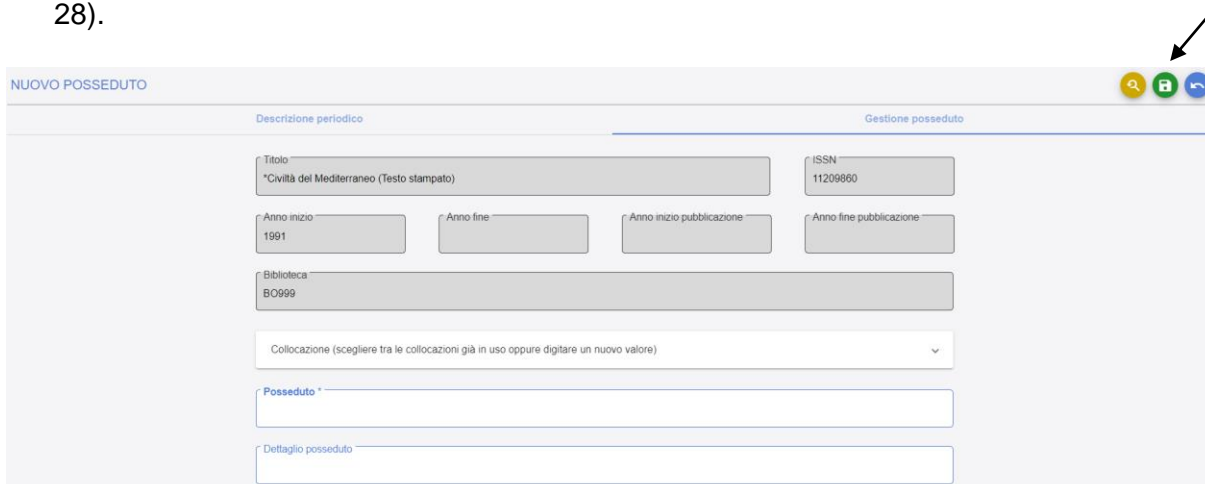 28).
NUOVO POSSEDUTO
Descrizione periodico Gestione posseduto
Titolo ISSN
*Civiltà del Mediterraneo (Testo stampato) 11209860
Anno inizio Anno fine Anno inizio pubblicazione Anno fine pubblicazione
1991
Biblioteca
BO999
Collocazione (scegliere tra le collocazioni già in uso oppure digitare un nuovo valore)
Posseduto *
Dettaglio posseduto